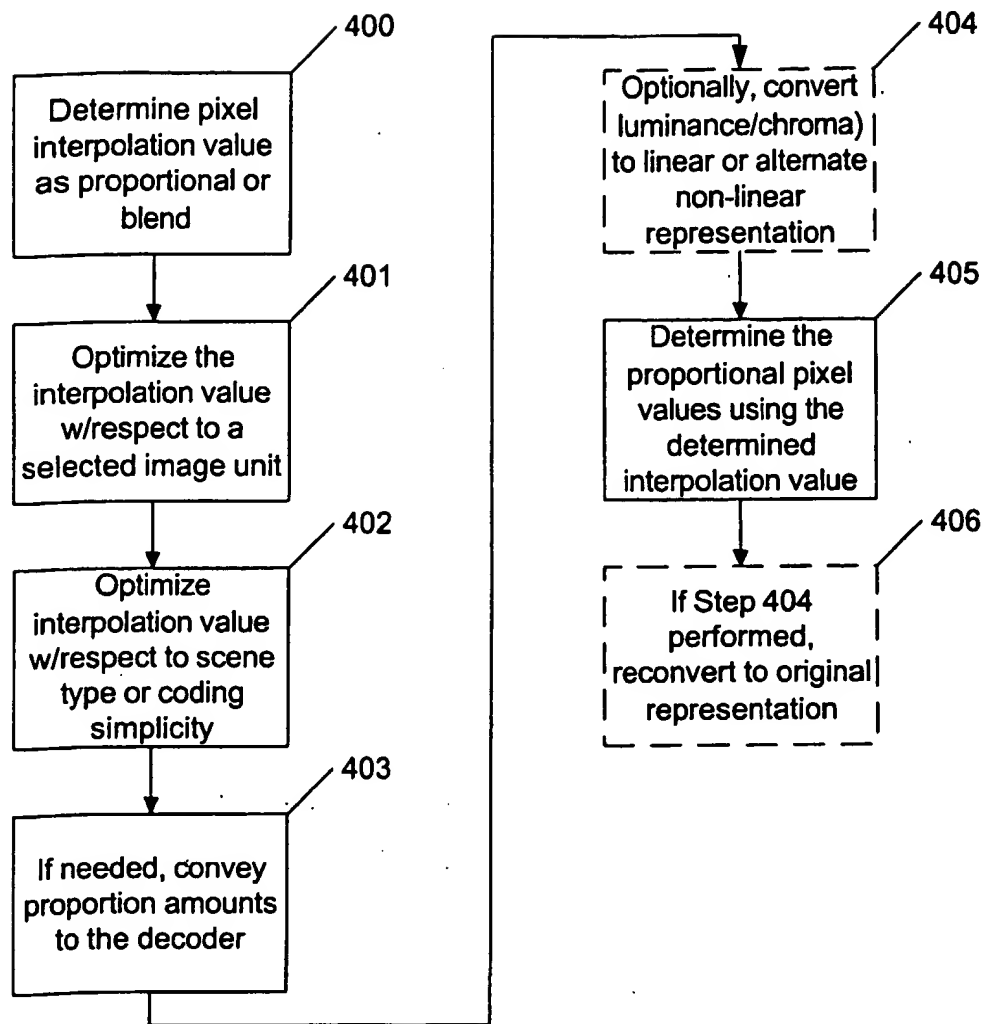 400
Determine pixel
interpolation value
as proportional or
blend
401
Optimize the
interpolation value
w/respect to a
selected image unit
402
Optimize
interpolation value
w/respect to scene
type or coding
simplicity
403
If needed, convey
proportion amounts
to the decoder
404
Optionally, convert
luminance/chroma)
to linear or alternate
non-linear
representation
405
Determine the
proportional pixel
values using the
determined
interpolation value
406
If Step 404
performed,
reconvert to original
representation